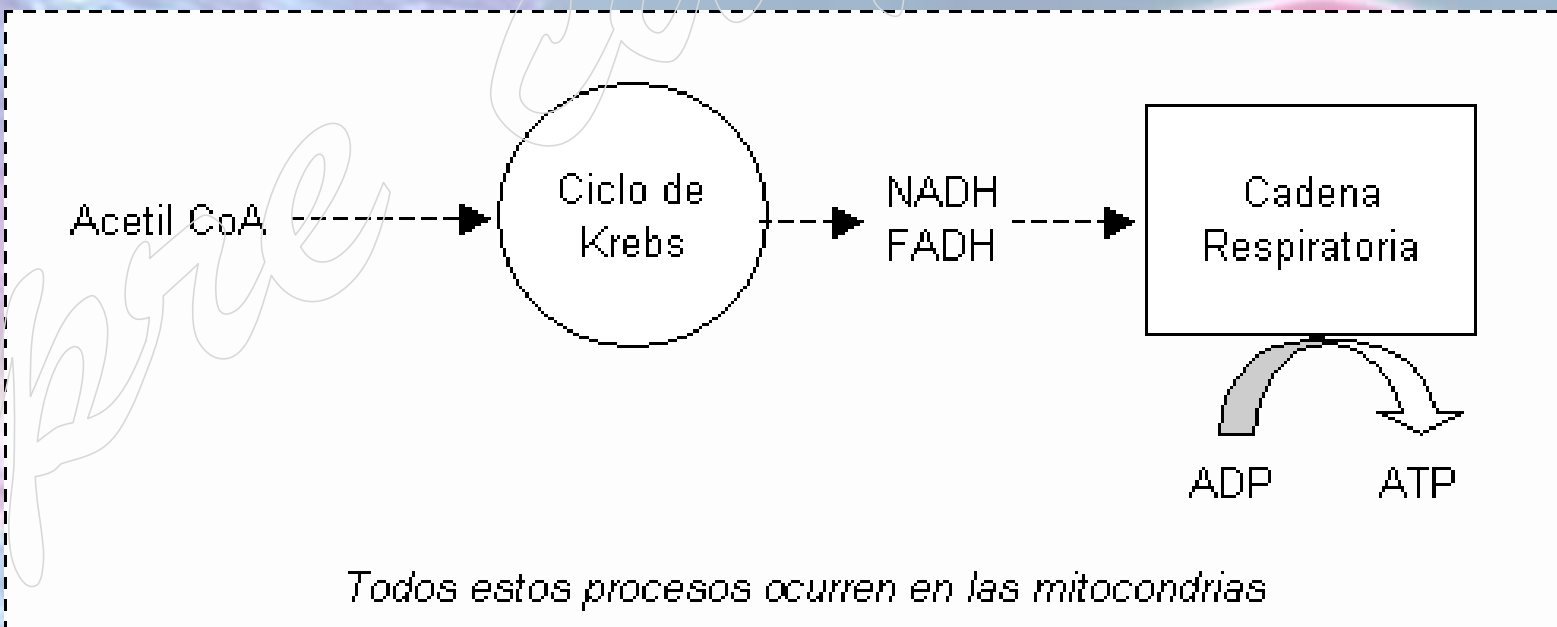 Acetil CoA
Ciclo de
Krebs
NADH
FADH
Cadena
Respiratoria
ADP
ATP
Todos estos procesos ocurren en las mitocondrias